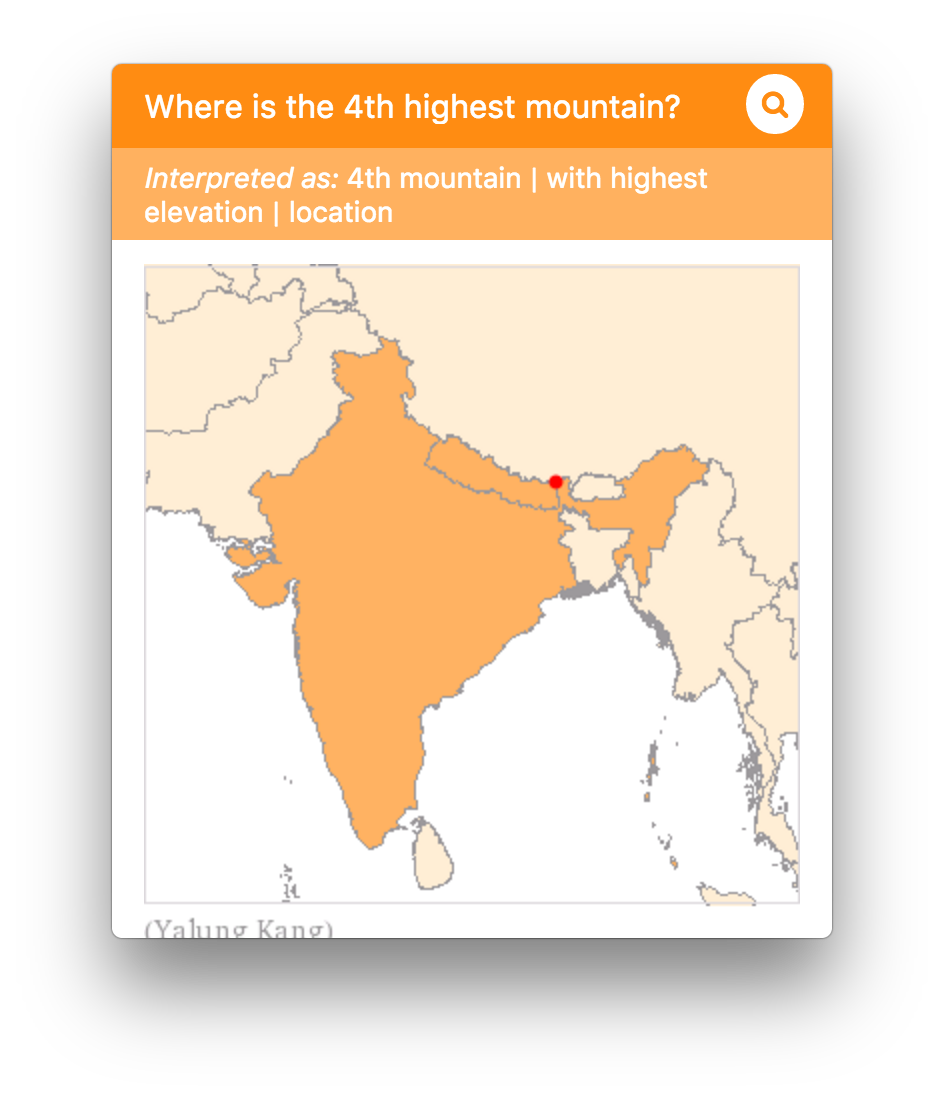 Where is the 4th highest mountain?
Interpreted as: 4th mountain | with highest
elevation | location
(Yalung Kang)